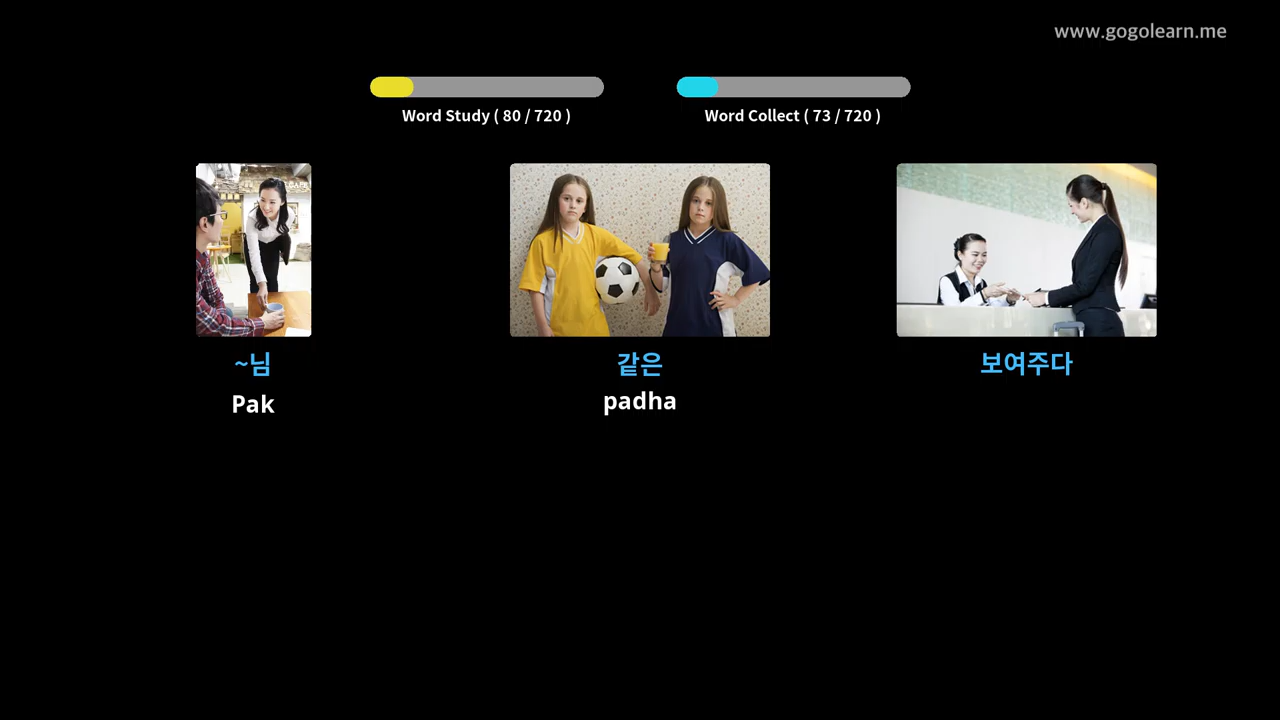 www.gogolearn.me
Word Study ( 80 / 720 )
Word Collect ( 73 / 720 )
~님
Pak
같은
padha
보여주다